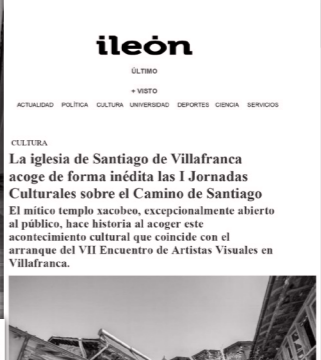 ileón
ÚLTIMO
+ VISTO
ACTUALIDAD POLÍTICA CULTURA UNIVERSIDAD DEPORTES CIENCIA SERVICIOS
CULTURA
La iglesia de Santiago de Villafranca
acoge de forma inédita las I Jornadas
Culturales sobre el Camino de Santiago
El mítico templo xacobeo, excepcionalmente abierto
al público, hace historia al acoger este
acontecimiento cultural que coincide con el
arranque del VII Encuentro de Artistas Visuales en
Villafranca.